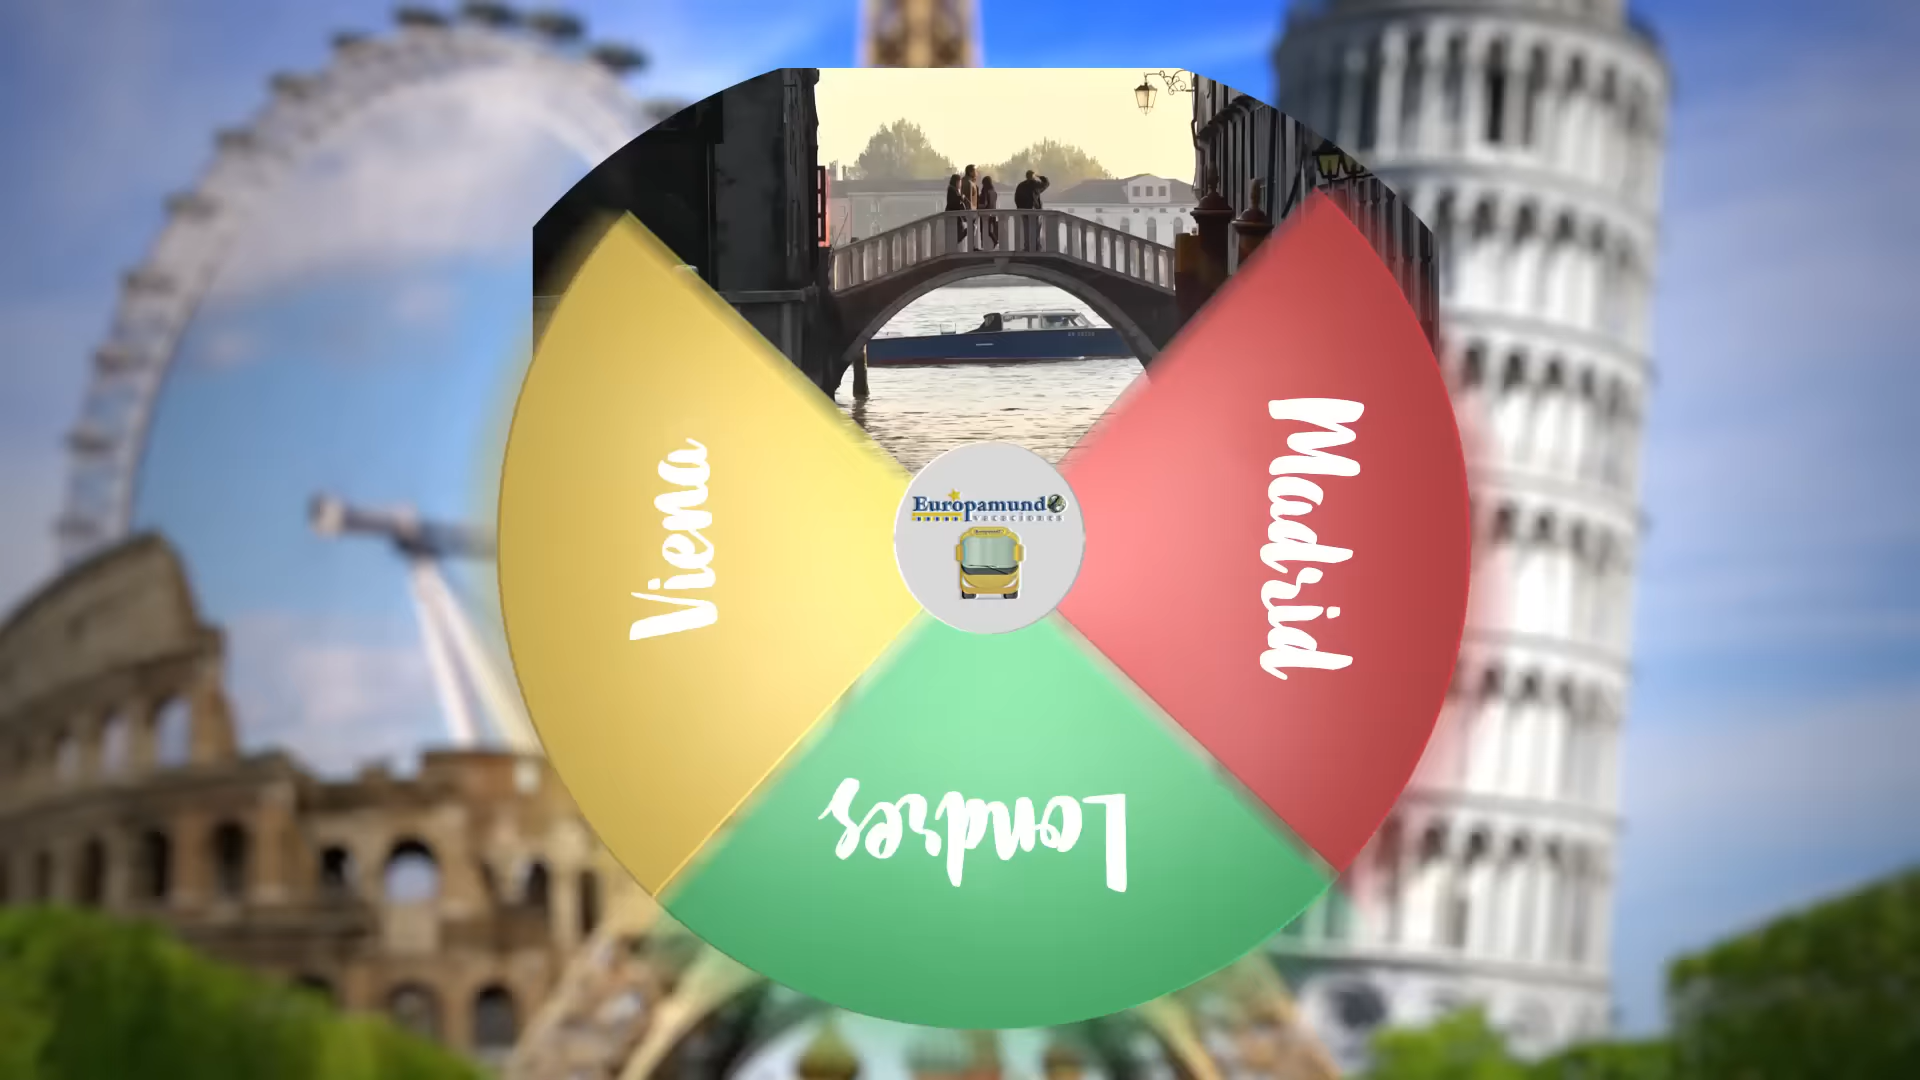 Europamundo
vacaciones
Viena
Madrid
Londres